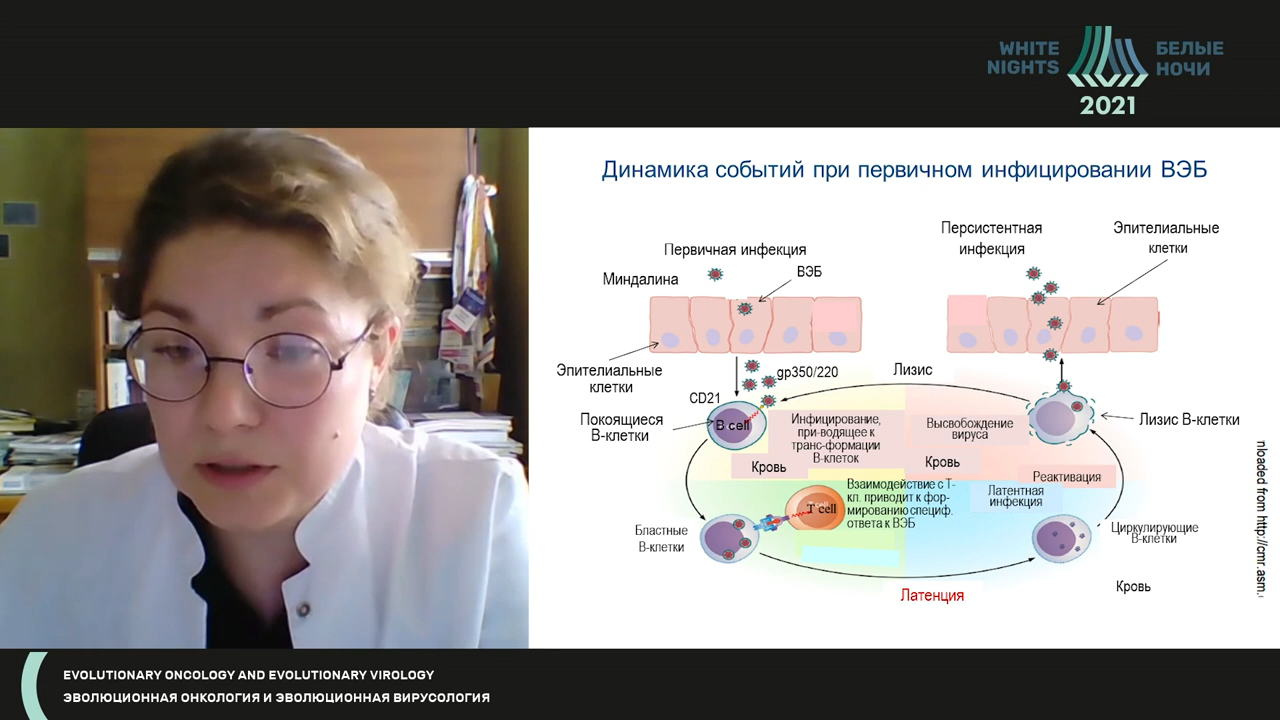 WHITE
NIGHTS
БЕЛЫЕ
НОЧИ
2021
Динамика событий при первичном инфицировании ВЭБ
Первичная инфекция
Миндалина
ВЭБ
Персистентная
инфекция
Эпителиальные
клетки
Эпителиальные
клетки
gp350/220
Лизис
CD21
Покоящиеся
В-клетки
B cell
Инфицирование,
при-водящее к
транс-формации
В-клеток
Высвобождение
вируса
Лизис В-клетки
Кровь
Кровь
Реактивация
Взаимодействие с Т-
кл. приводит к фор-
мированию специф.
ответа к ВЭБ
T cell
Латентная
инфекция
Бластные
В-клетки
Циркулирующие
В-клетки
Кровь
Латенция
nloaded from http://cmr.asm.
EVOLUTIONARY ONCOLOGY AND EVOLUTIONARY VIROLOGY
ЭВОЛЮЦИОННАЯ ОНКОЛОГИЯ И ЭВОЛЮЦИОННАЯ ВИРУСОЛОГИЯ